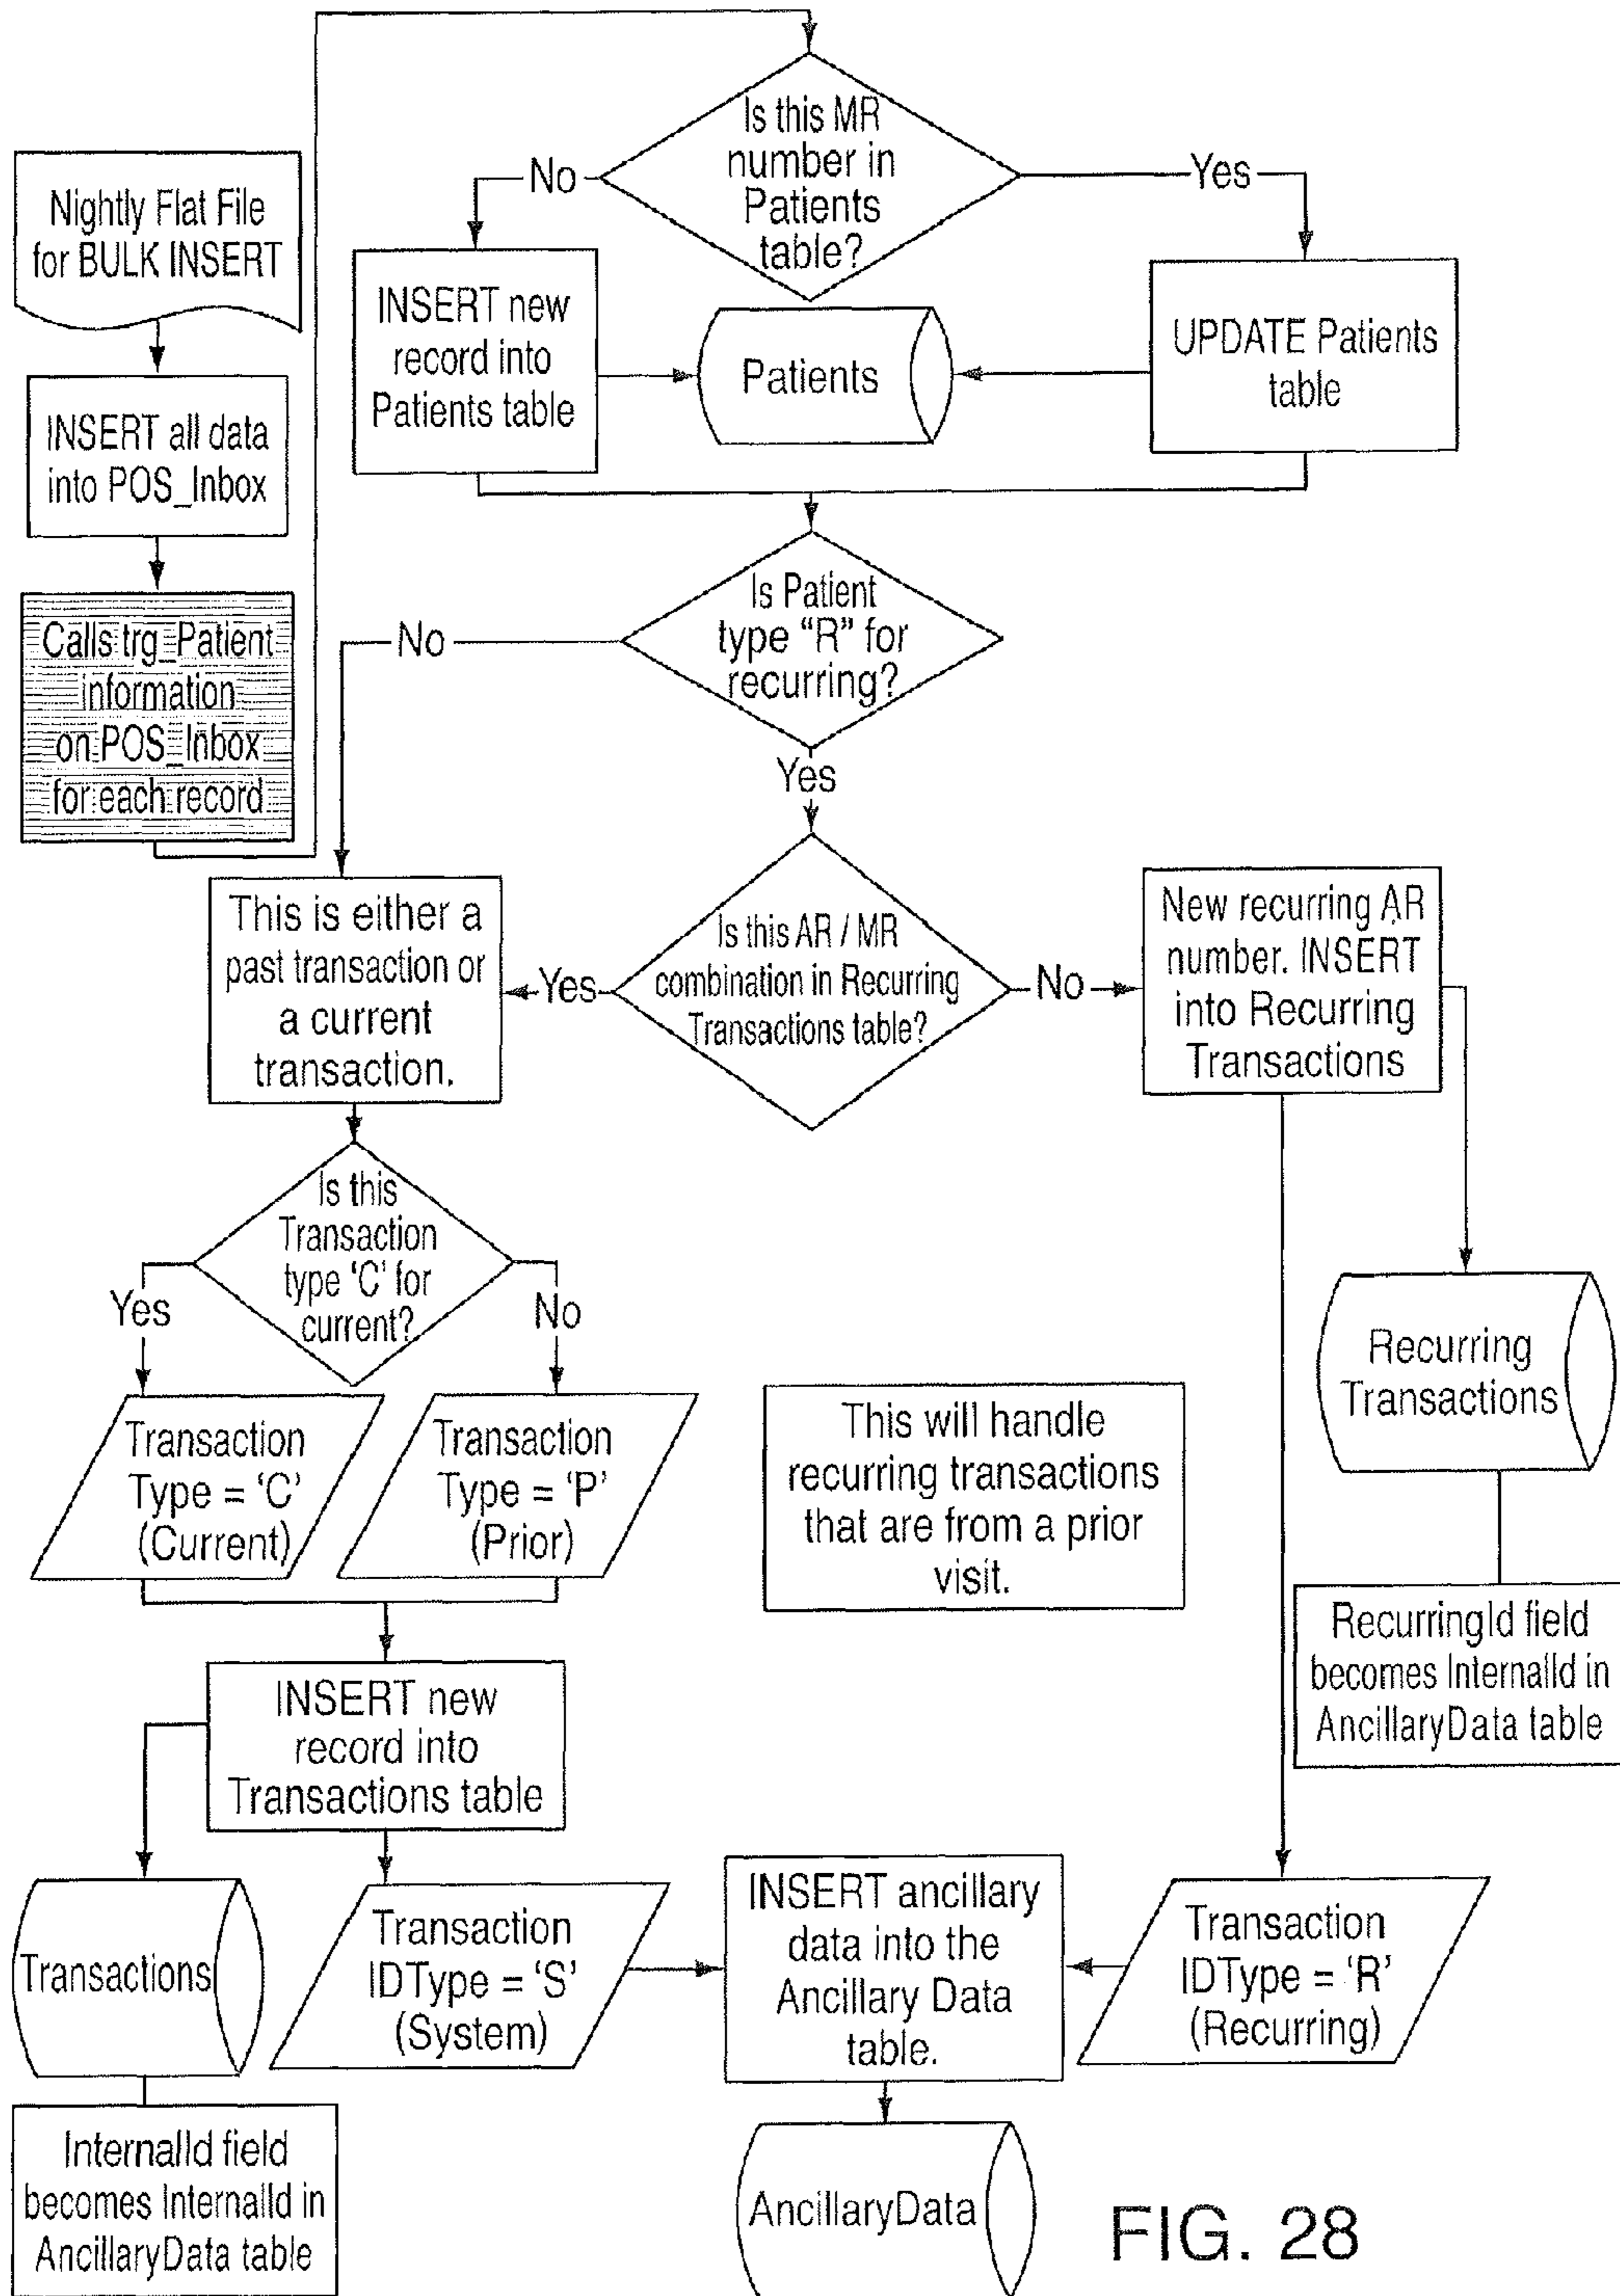 Is this MR
number in
Patients
table?
No
Yes
Nightly Flat File
for BULK INSERT
INSERT new
record into
Patients table
Patients
UPDATE Patients
table
INSERT all data
into POS_Inbox
Calls trg_Patient
information
on POS_Inbox
for each record
Is Patient
type “R” for
recurring?
No
Yes
This is either a
past transaction or
a current
transaction.
Yes
Is this AR / MR
combination in Recurring
Transactions table?
No
New recurring AR
number. INSERT
into Recurring
Transactions
Is this
Transaction
type ‘C’ for
current?
Yes
No
Recurring
Transactions
Transaction
Type = ‘C’
(Current)
Transaction
Type = ‘P’
(Prior)
This will handle
recurring transactions
that are from a prior
visit.
RecurringId field
becomes InternalId in
AncillaryData table
INSERT new
record into
Transactions table
Transactions
Transaction
IDType = ‘S’
(System)
INSERT ancillary
data into the
Ancillary Data
table.
Transaction
IDType = ‘R’
(Recurring)
InternalId field
becomes InternalId in
AncillaryData table
AncillaryData
FIG. 28